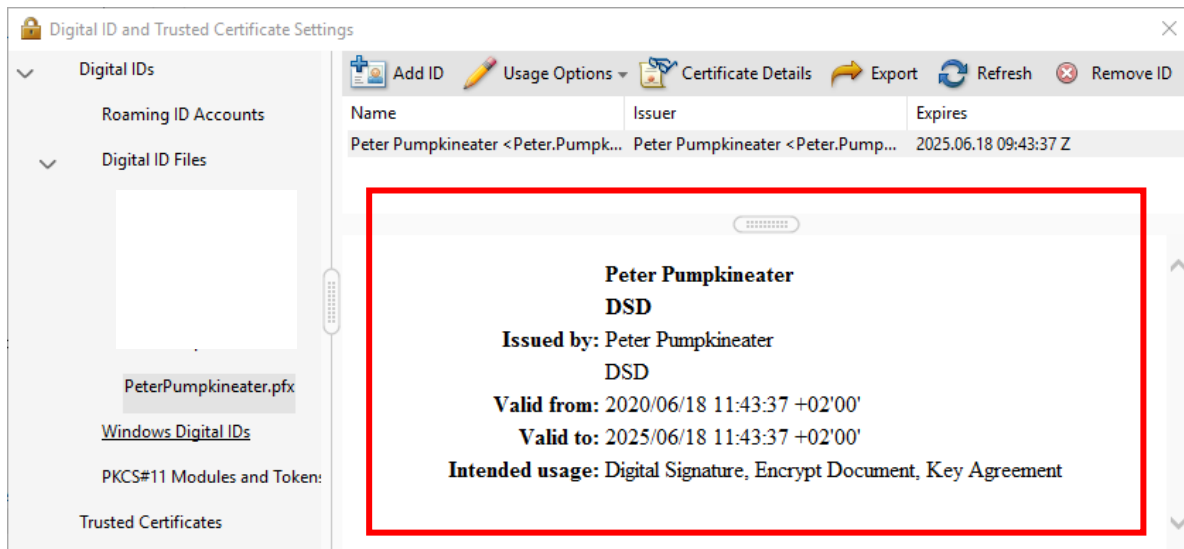 Digital ID and Trusted Certificate Settings
Digital IDs
Roaming ID Accounts
Digital ID Files
PeterPumpkineater.pfx
Windows Digital IDs
PKCS#11 Modules and Tokens
Trusted Certificates
Add ID Usage Options Certificate Details Export Refresh Remove ID
Name Issuer Expires
Peter Pumpkineater <Peter.Pumpk... Peter Pumpkineater <Peter.Pump... 2025.06.18 09:43:37 Z
Peter Pumpkineater
DSD
Issued by: Peter Pumpkineater
DSD
Valid from: 2020/06/18 11:43:37 +02'00'
Valid to: 2025/06/18 11:43:37 +02'00'
Intended usage: Digital Signature, Encrypt Document, Key Agreement